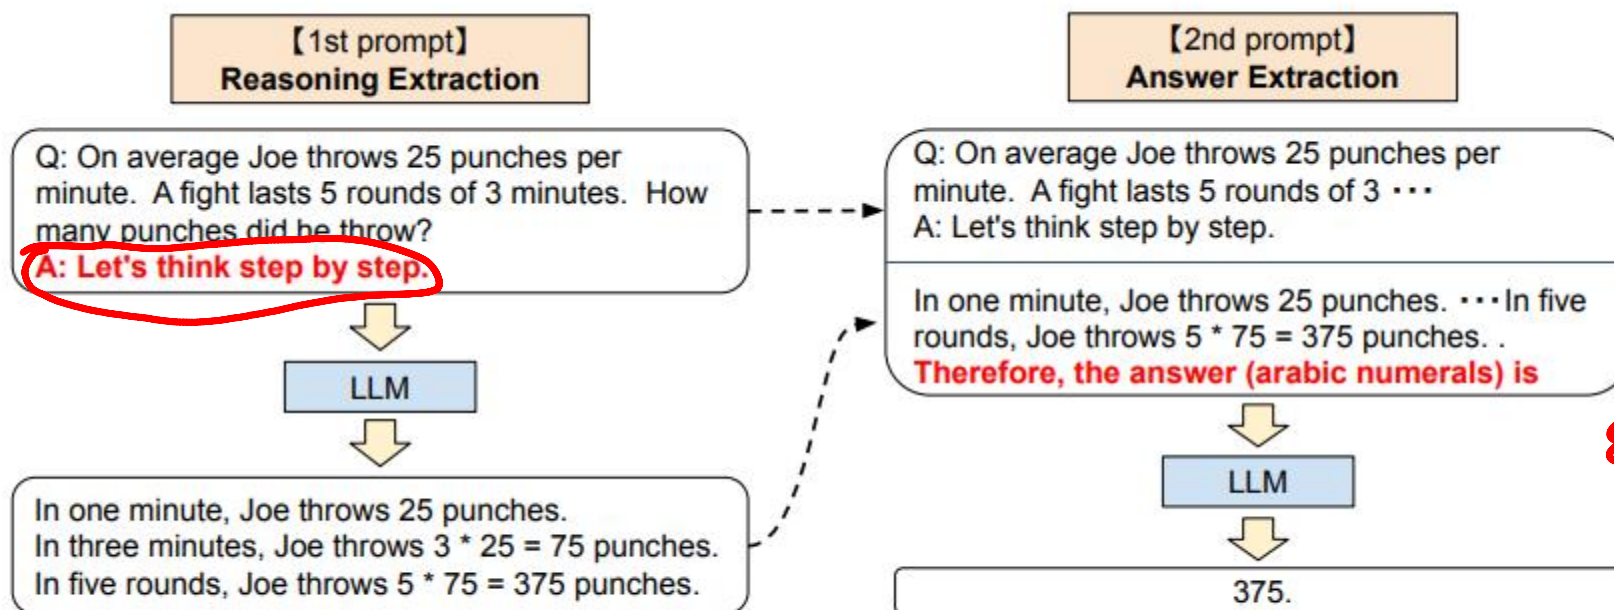 【1st prompt】
Reasoning Extraction
Q: On average Joe throws 25 punches per
minute. A fight lasts 5 rounds of 3 minutes. How
many punches did he throw?
A: Let's think step by step.
LLM
In one minute, Joe throws 25 punches.
In three minutes, Joe throws 3 * 25 = 75 punches.
In five rounds, Joe throws 5 * 75 = 375 punches.
【2nd prompt】
Answer Extraction
Q: On average Joe throws 25 punches per
minute. A fight lasts 5 rounds of 3 ···
A: Let's think step by step.
In one minute, Joe throws 25 punches. ···In five
rounds, Joe throws 5 * 75 = 375 punches. .
Therefore, the answer (arabic numerals) is
LLM
375.